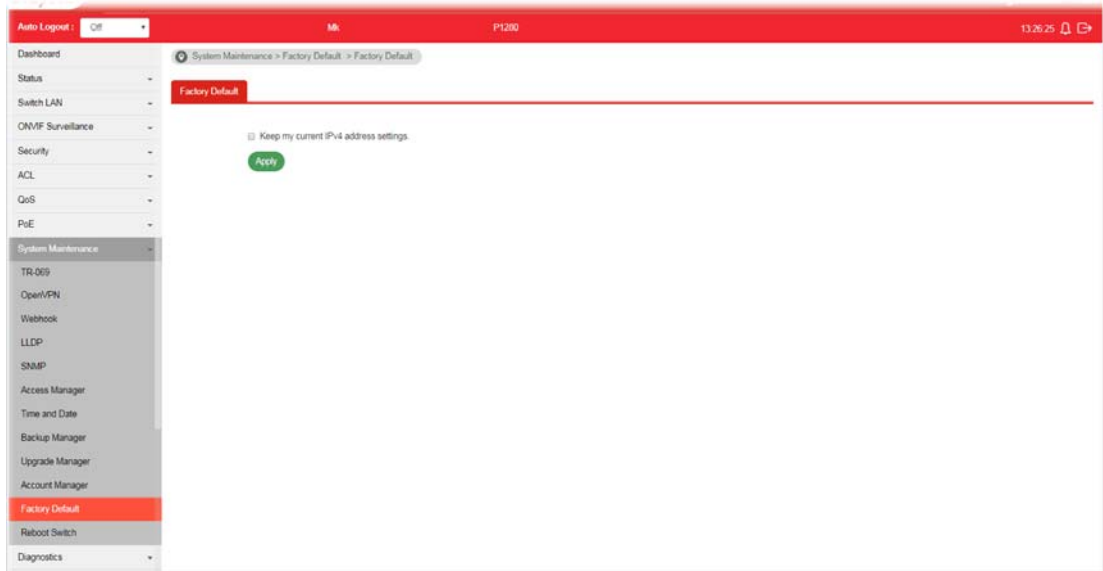 Auto Logout : Off Mk P1280 13:26:25
Dashboard
System Maintenance > Factory Default > Factory Default
Status
Switch LAN
Factory Default
ONVIF Surveillance
Keep my current IPv4 address settings.
Security
Apply
ACL
QoS
PoE
System Maintenance
TR-069
OpenVPN
Webhook
LLDP
SNMP
Access Manager
Time and Date
Backup Manager
Upgrade Manager
Account Manager
Factory Default
Reboot Switch
Diagnostics